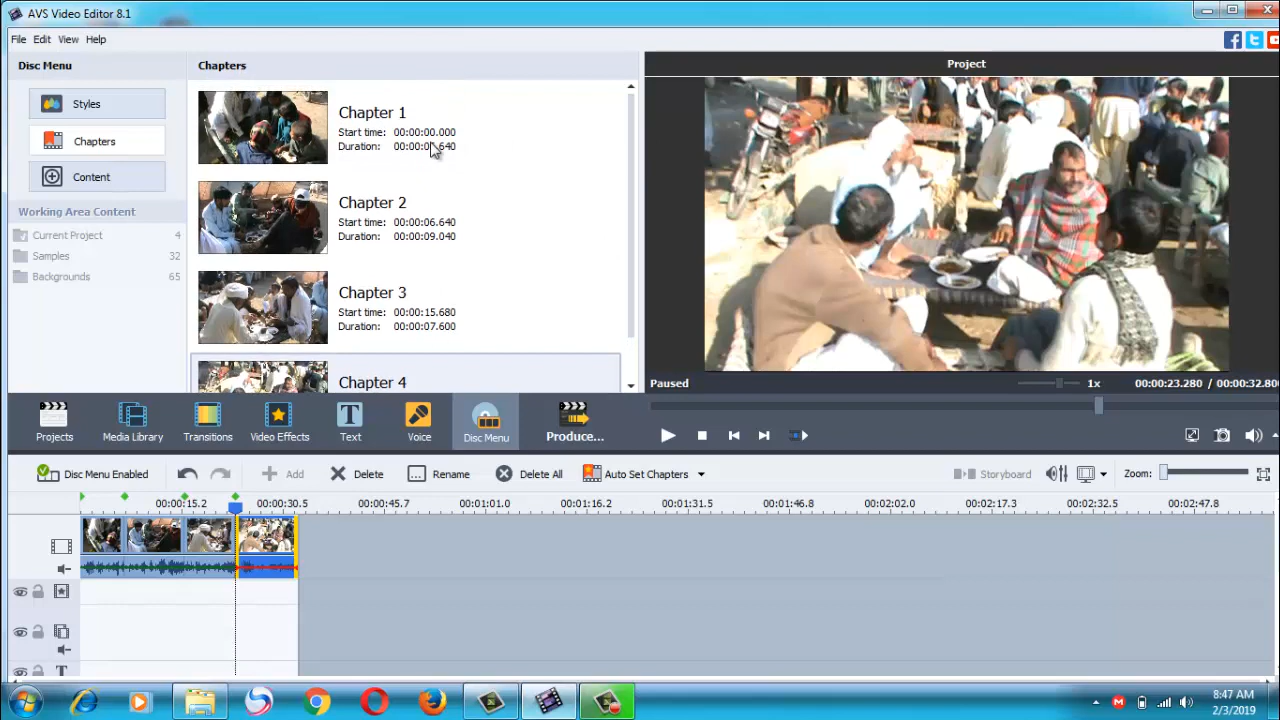 AVS Video Editor 8.1
File Edit View Help
Disc Menu
Styles
Chapters
Content
Working Area Content
Current Project 4
Samples 32
Backgrounds 65
Chapters
Chapter 1
Start time: 00:00:00.000
Duration:
Chapter 2
Start time: 00:00:06.640
Duration: 00:00:09.040
Chapter 3
Start time: 00:00:15.680
Duration: 00:00:07.600
Chapter 4
Project
Paused 1x 00:00:23.280 / 00:00:32.800
Projects Media Library Transitions Video Effects Text Voice Disc Menu Produce...
Disc Menu Enabled Add Delete Rename Delete All Auto Set Chapters Storyboard Zoom:
00:00:15.2 00:00:30.5 00:00:45.7 00:01:01.0 00:01:16.2 00:01:31.5 00:01:46.8 00:02:02.0 00:02:17.3 00:02:32.5 00:02:47.8
T
8:47 AM
2/3/2019